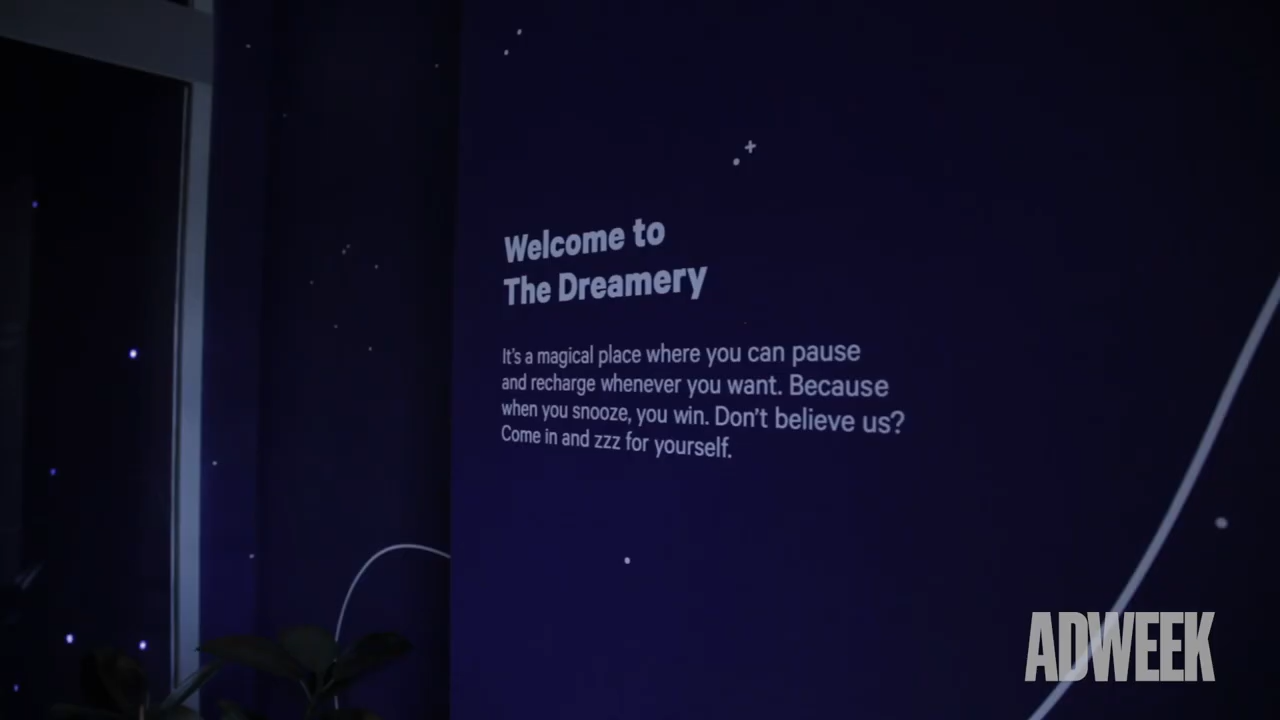 Welcome to
The Dreamery
It's a magical place where you can pause
and recharge whenever you want. Because
when you snooze, you win. Don't believe us?
Come in and zzz for yourself.
ADWEEK